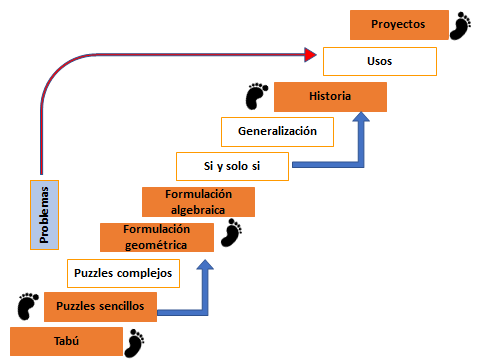 Proyectos
Usos
Historia
Generalización
Si y solo si
Problemas
Formulación
algebraica
Formulación
geométrica
Puzzles complejos
Puzzles sencillos
Tabú